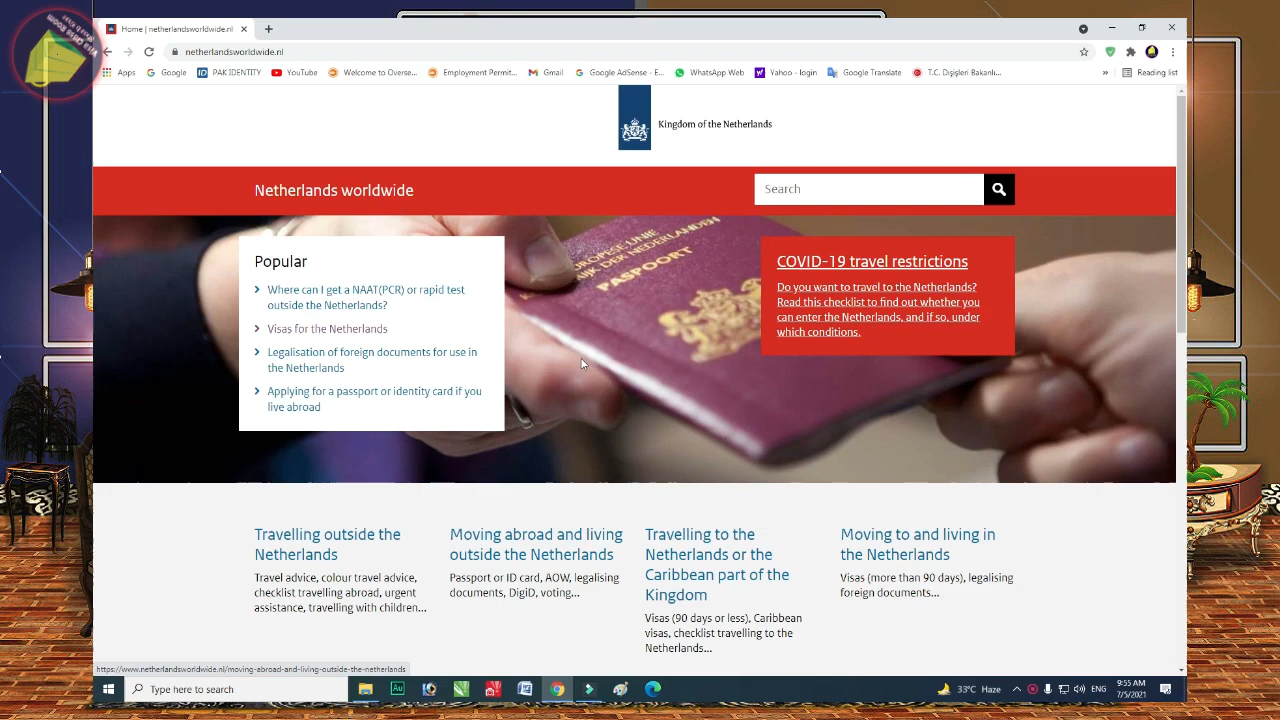 Home | netherlandsworldwide.nl
netherlandsworldwide.nl
Apps Google PAK IDENTITY YouTube Welcome to Overse... Employment Permit... Gmail Google AdSense - E... WhatsApp Web Yahoo - login Google Translate T.C. Dışişleri Bakanlı... » Reading list
Kingdom of the Netherlands
Netherlands worldwide
Search
Popular
Where can I get a NAAT(PCR) or rapid test
outside the Netherlands?
Visas for the Netherlands
Legalisation of foreign documents for use in
the Netherlands
Applying for a passport or identity card if you
live abroad
PASPOORT
COVID-19 travel restrictions
Do you want to travel to the Netherlands?
Read this checklist to find out whether you
can enter the Netherlands, and if so, under
which conditions.
Travelling outside the
Netherlands
Travel advice, colour travel advice,
checklist travelling abroad, urgent
assistance, travelling with children...
Moving abroad and living
outside the Netherlands
Passport or ID card, AOW, legalising
documents, DigiD, voting...
Travelling to the
Netherlands or the
Caribbean part of the
Kingdom
Visas (90 days or less), Caribbean
visas, checklist travelling to the
Netherlands...
Moving to and living in
the Netherlands
Visas (more than 90 days), legalising
foreign documents...
https://www.netherlandsworldwide.nl/moving-abroad-and-living-outside-the-netherlands
Type here to search
33°C Haze
ENG
9:55 AM
7/5/2021